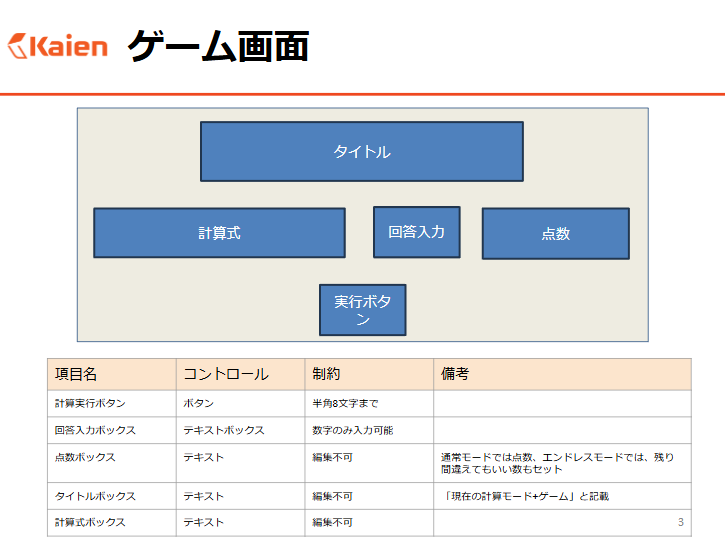 Kaien ゲーム画面
タイトル
計算式 回答入力 点数
実行ボタ
ン
項目名 コントロール 制約 備考
計算実行ボタン ボタン 半角8文字まで
回答入力ボックス テキストボックス 数字のみ入力可能
点数ボックス テキスト 編集不可 通常モードでは点数、エンドレスモードでは、残り
間違えてもいい数もセット
タイトルボックス テキスト 編集不可 「現在の計算モード+ゲーム」と記載
計算式ボックス テキスト 編集不可
3